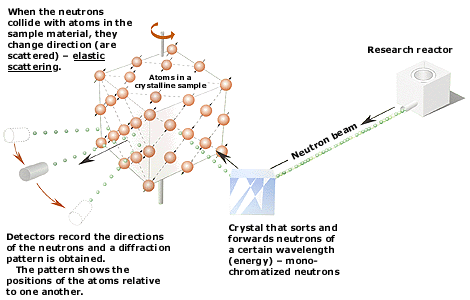 When the neutrons
collide with atoms in the
sample material, they
change direction (are
scattered) – elastic
scattering.
Atoms in a
crystalline sample
Research reactor
Neutron beam
Detectors record the directions
of the neutrons and a diffraction
pattern is obtained.
The pattern shows the
positions of the atoms relative
to one another.
Crystal that sorts and
forwards neutrons of
a certain wavelength
(energy) – mono-
chromatized neutrons